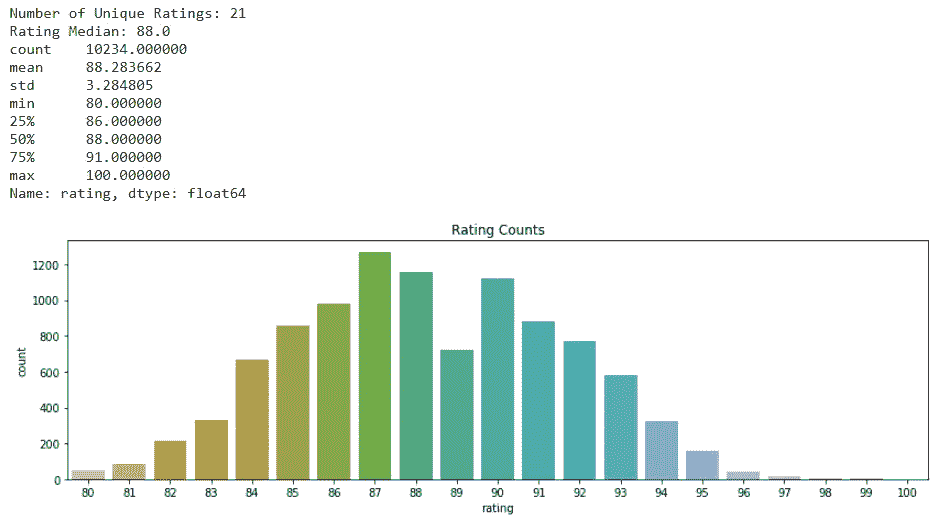 Number of Unique Ratings: 21
Rating Median: 88.0
count    10234.000000
mean     88.283662
std      3.284805
min      80.000000
25%      86.000000
50%      88.000000
75%      91.000000
max      100.000000
Name: rating, dtype: float64
Rating Counts
1200
1000
800
600
400
200
0
count
80 81 82 83 84 85 86 87 88 89 90 91 92 93 94 95 96 97 98 99 100
rating